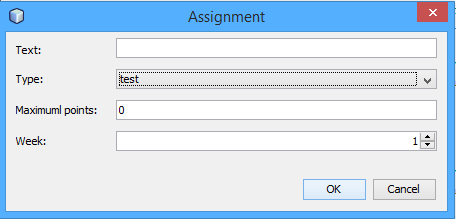 Assignment
Text:
Type: test
Maximuml points: 0
Week: 1
OK Cancel